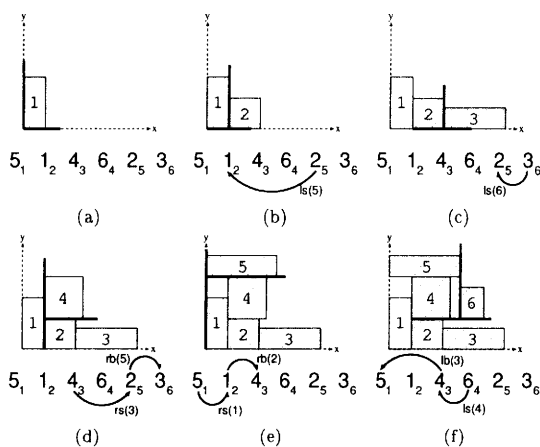 y
1
x
5₁ 1₂ 4₃ 6₄ 2₅ 3₆
(a)
y
1 2
x
5₁ 1₂ 4₃ 6₄ 2₅ 3₆
ls(5)
(b)
y
1 2 3
x
5₁ 1₂ 4₃ 6₄ 2₅ 3₆
ls(6)
(c)
y
4
1 2 3
x
rb(5)
5₁ 1₂ 4₃ 6₄ 2₅ 3₆
rs(3)
(d)
y
5
4
1 2 3
x
rb(2)
5₁ 1₂ 4₃ 6₄ 2₅ 3₆
rs(1)
(e)
y
5
4 6
1 2 3
x
lb(3)
5₁ 1₂ 4₃ 6₄ 2₅ 3₆
ls(4)
(f)